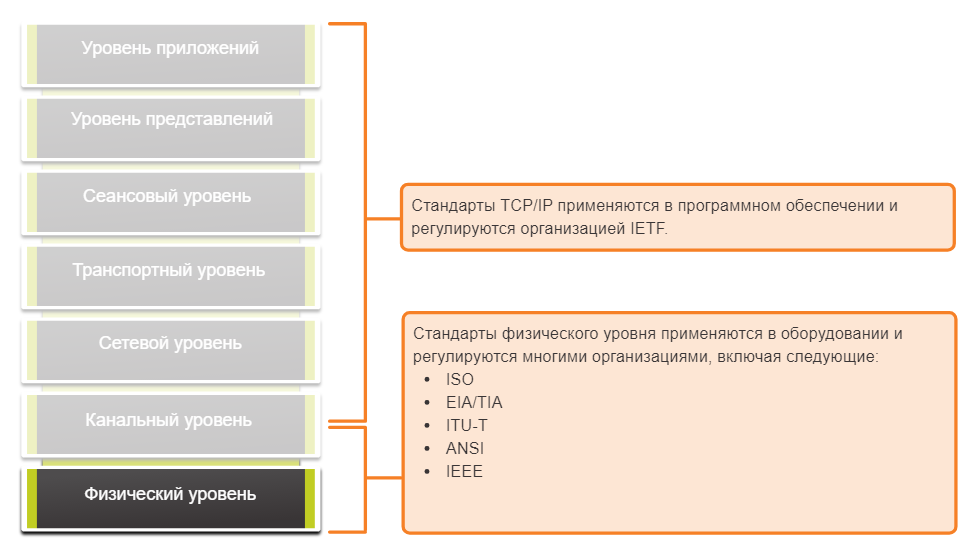 Уровень приложений
Уровень представлений
Сеансовый уровень
Транспортный уровень
Сетевой уровень
Канальный уровень
Физический уровень
Стандарты TCP/IP применяются в программном обеспечении и
регулируются организацией IETF.
Стандарты физического уровня применяются в оборудовании и
регулируются многими организациями, включая следующие:
• ISO
• EIA/TIA
• ITU-T
• ANSI
• IEEE